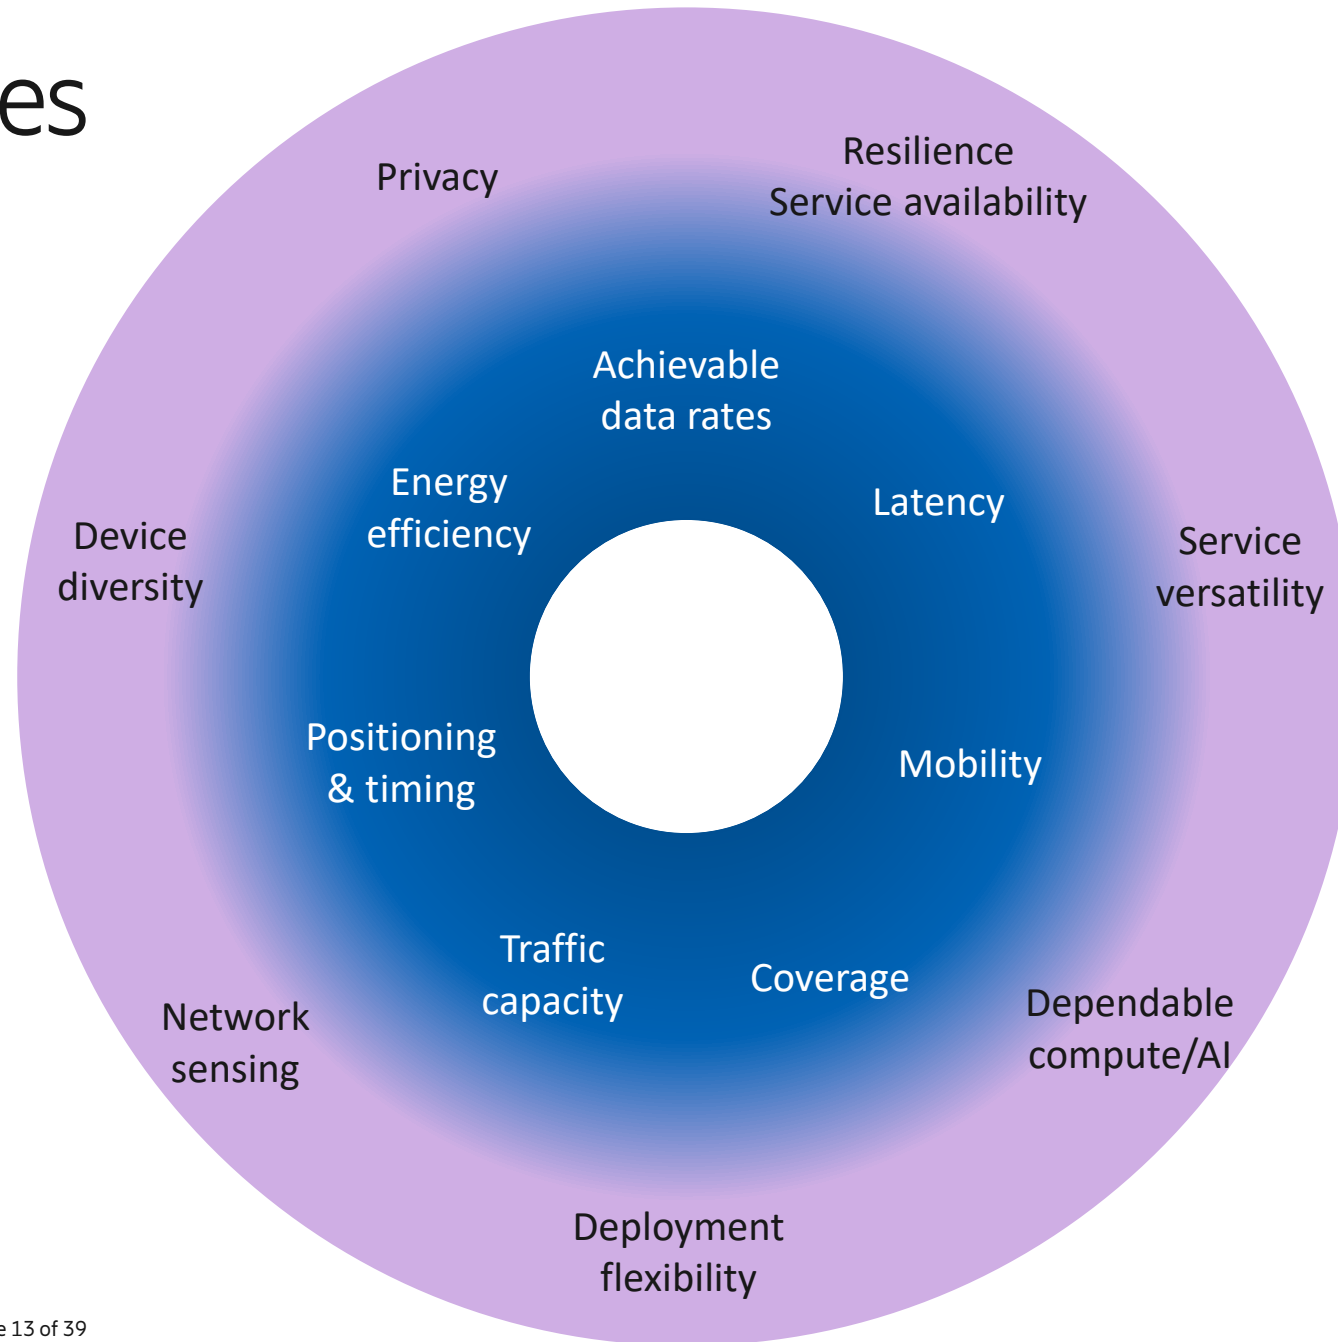 es
Privacy
Resilience
Service availability
Achievable
data rates
Energy
efficiency
Latency
Device
diversity
Service
versatility
Positioning
& timing
Mobility
Traffic
capacity
Coverage
Network
sensing
Dependable
compute/AI
Deployment
flexibility
e 13 of 39